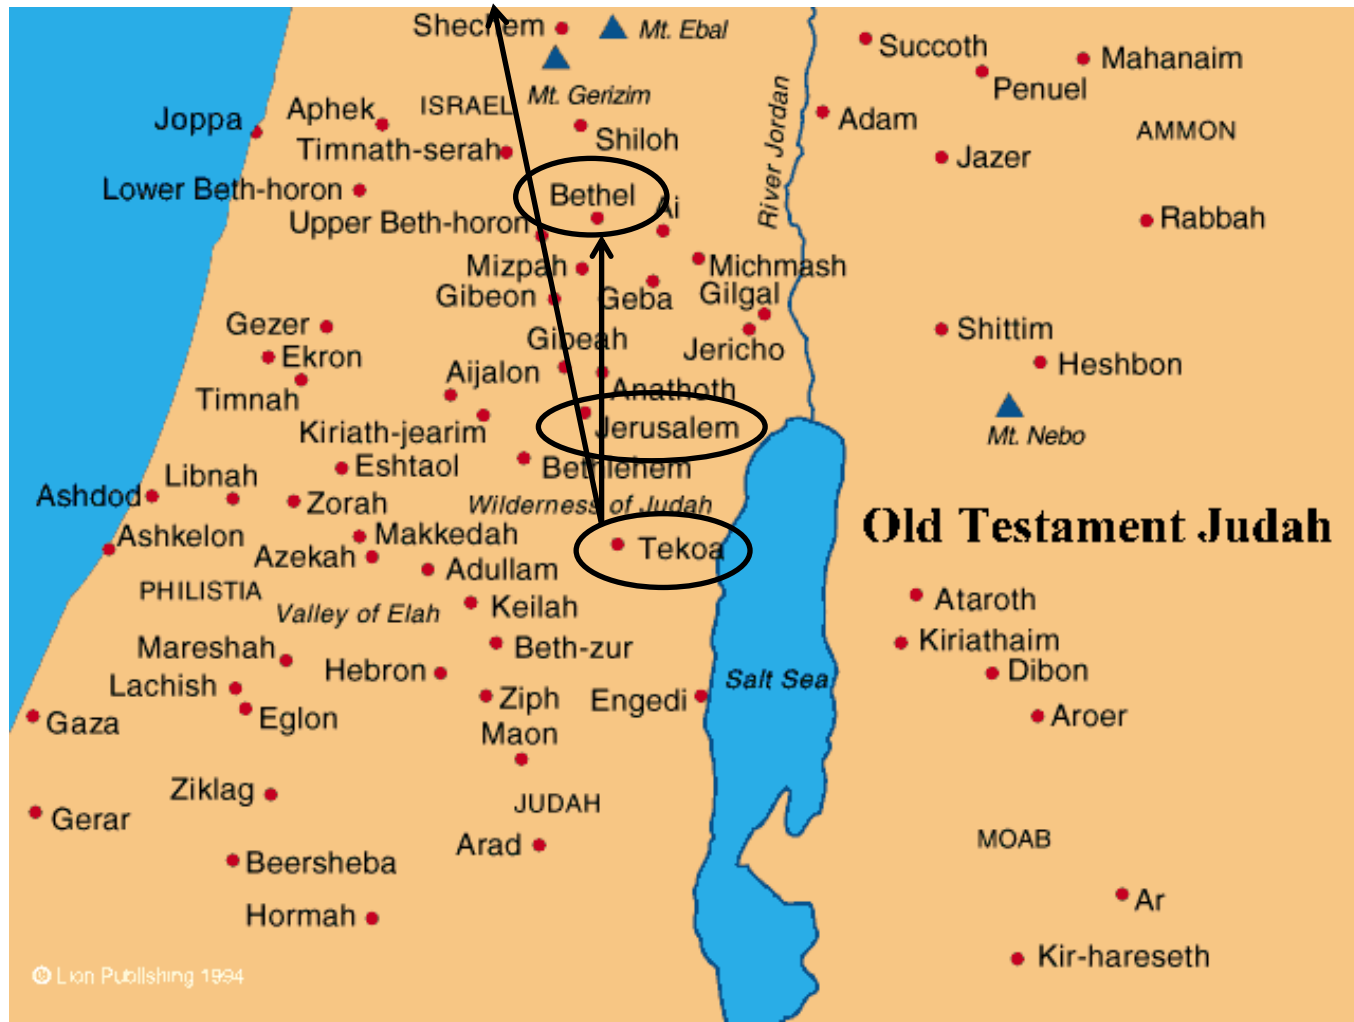 Shechem
Mt. Ebal
Succoth
Mahanaim
Penuel
Mt. Gerizim
ISRAEL
Aphek
Joppa
Adam
AMMON
Shiloh
Timnath-serah
Jazer
River Jordan
Lower Beth-horon
Bethel
Ai
Upper Beth-horon
Rabbah
Mizpah
Michmash
Gibeon
Geba
Gilgal
Gezer
Gibeah
Shittim
Ekron
Jericho
Heshbon
Aijalon
Anathoth
Timnah
Kiriath-jearim
Jerusalem
Mt. Nebo
Eshtaol
Bethlehem
Libnah
Ashdod
Zorah
Wilderness of Judah
Old Testament Judah
Ashkelon
Makkedah
Azekah
Tekoa
Adullam
PHILISTIA
Valley of Elah
Keilah
Ataroth
Kiriathaim
Mareshah
Beth-zur
Hebron
Dibon
Lachish
Salt Sea
Ziph
Engedi
Gaza
Eglon
Aroer
Maon
Ziklag
JUDAH
Gerar
Arad
MOAB
Beersheba
Ar
Hormah
Kir-hareseth
© Lion Publishing 1994